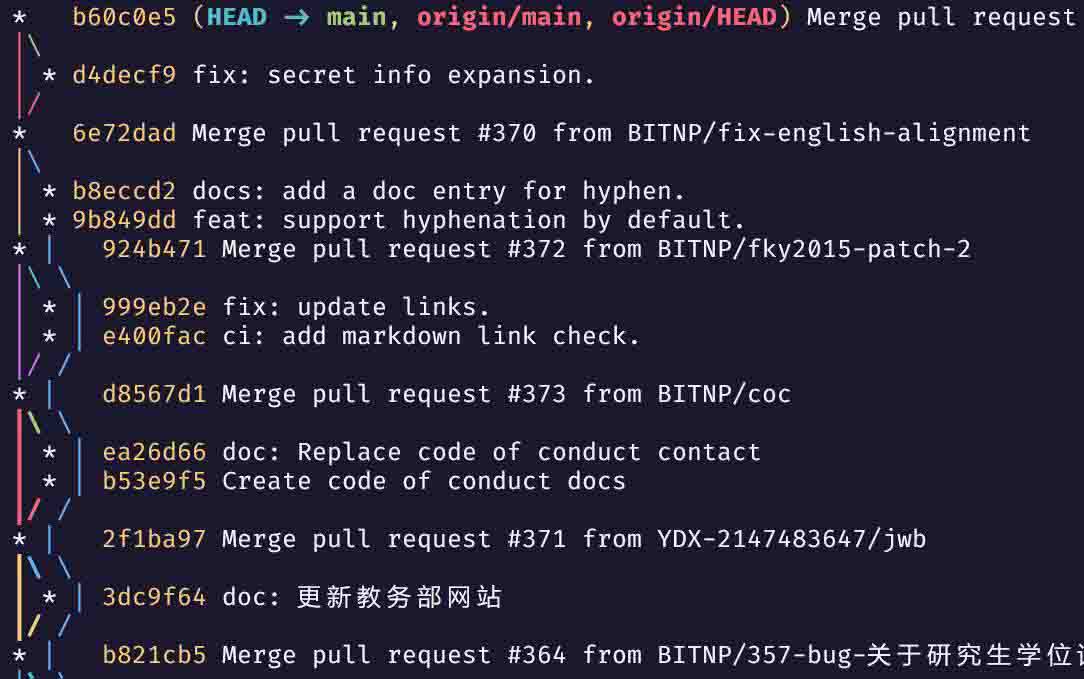 * b60c0e5 (HEAD -> main, origin/main, origin/HEAD) Merge pull request
|\
| * d4decf9 fix: secret info expansion.
|/
* 6e72dad Merge pull request #370 from BITNP/fix-english-alignment
|\
| * b8eccd2 docs: add a doc entry for hyphen.
| * 9b849dd feat: support hyphenation by default.
* | 924b471 Merge pull request #372 from BITNP/fky2015-patch-2
|\ \
| * | 999eb2e fix: update links.
| * | e400fac ci: add markdown link check.
|/ /
* | d8567d1 Merge pull request #373 from BITNP/coc
|\ \
| * | ea26d66 doc: Replace code of conduct contact
| * | b53e9f5 Create code of conduct docs
|/ /
* | 2f1ba97 Merge pull request #371 from YDX-2147483647/jwb
|\ \
| * | 3dc9f64 doc: 更新教务部网站
|/ /
* | b821cb5 Merge pull request #364 from BITNP/357-bug-关于研究生学位
|\ \